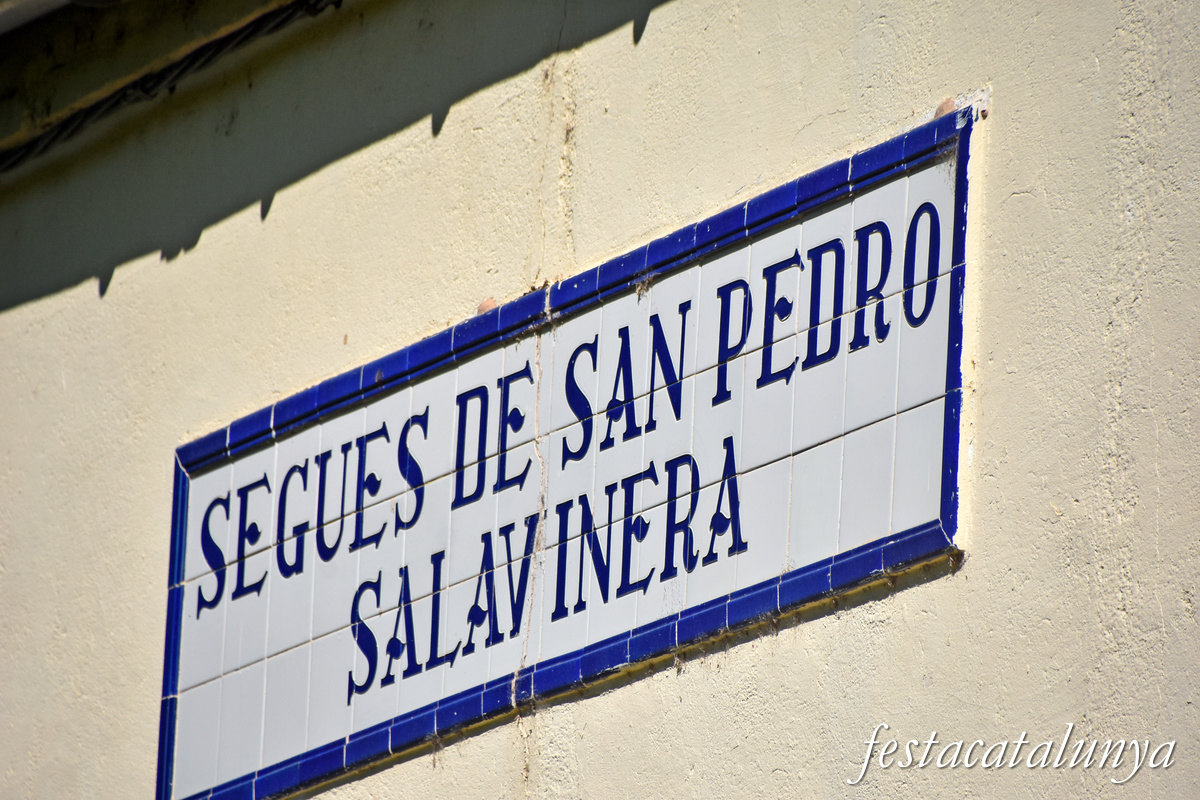 SEGUES DE SAN PEDRO
SALAVINERA
festacatalunya